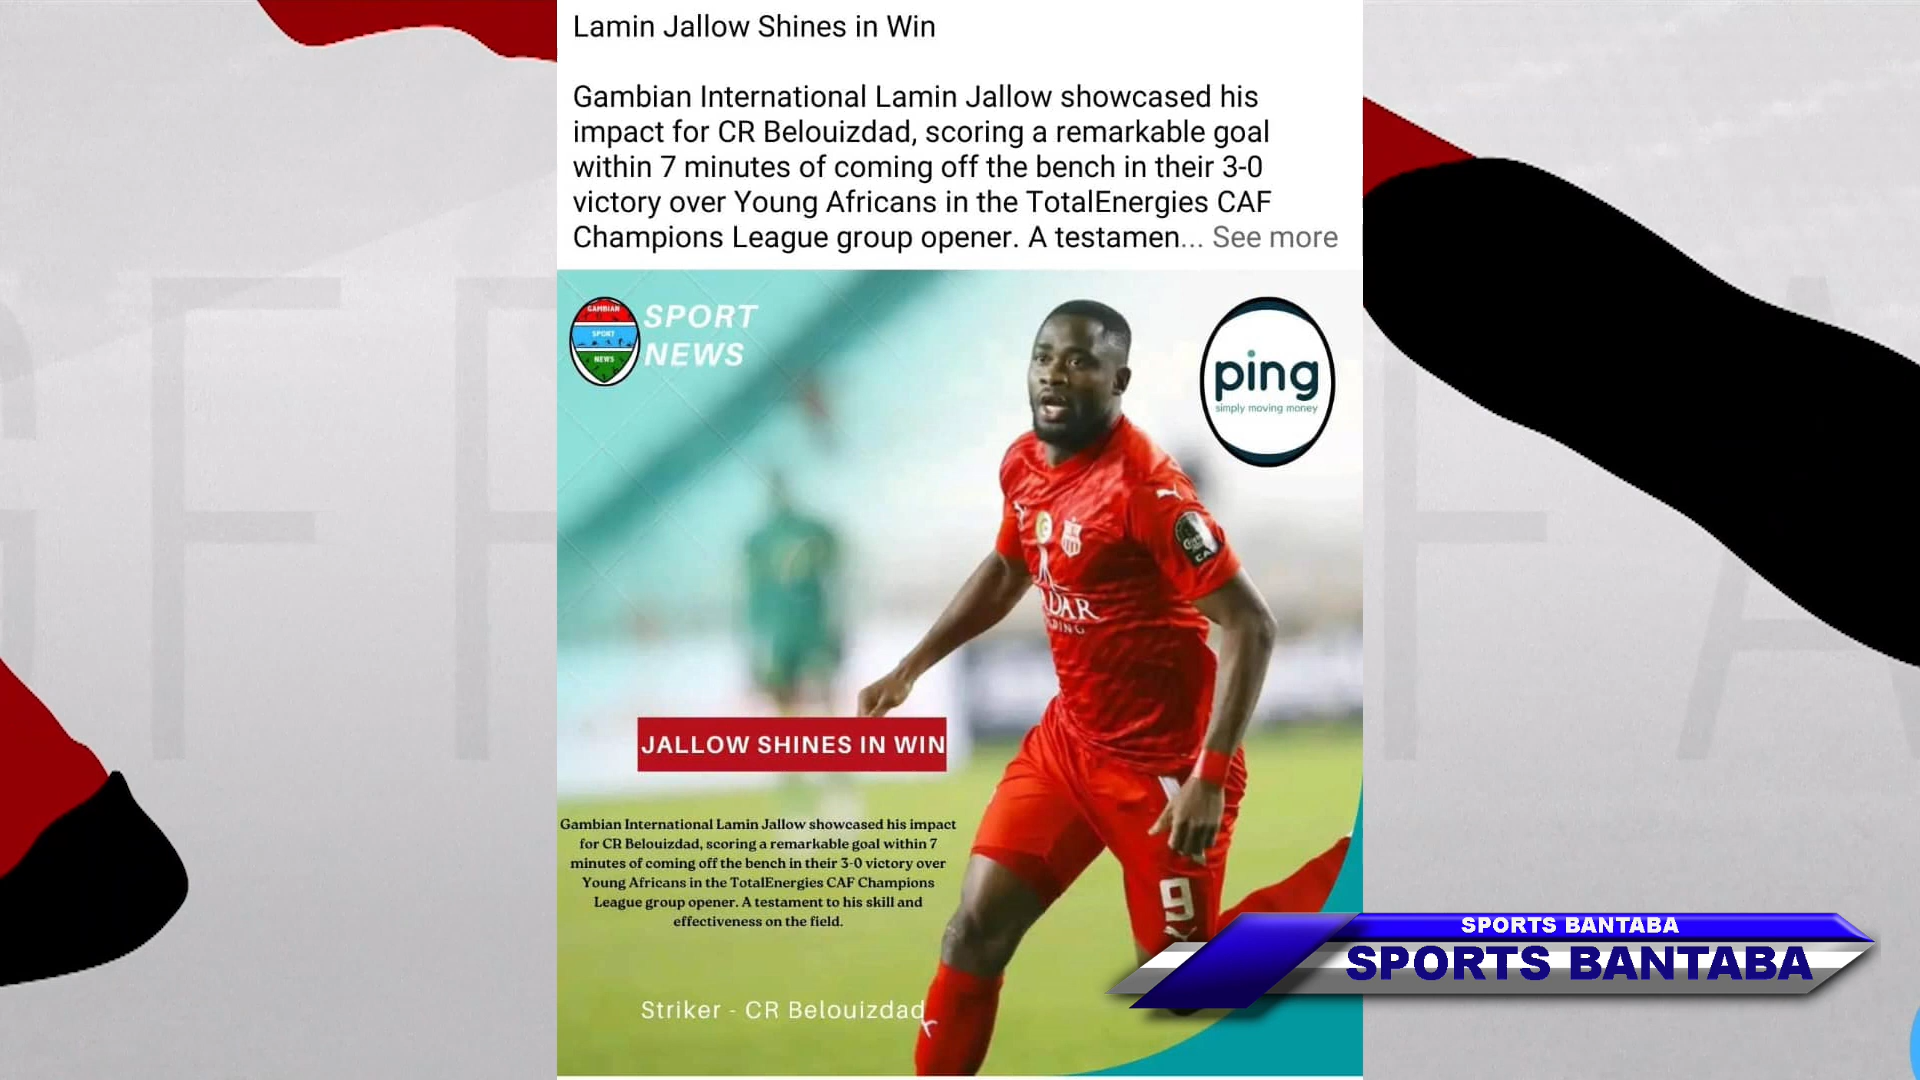 Lamin Jallow Shines in Win
Gambian International Lamin Jallow showcased his
impact for CR Belouizdad, scoring a remarkable goal
within 7 minutes of coming off the bench in their 3-0
victory over Young Africans in the TotalEnergies CAF
Champions League group opener. A testamen... See more
GAMBIAN
SPORT
NEWS
SPORT
NEWS
ping
simply moving money
JALLOW SHINES IN WIN
Gambian International Lamin Jallow showcased his impact
for CR Belouizdad, scoring a remarkable goal within 7
minutes of coming off the bench in their 3-0 victory over
Young Africans in the TotalEnergies CAF Champions
League group opener. A testament to his skill and
effectiveness on the field.
9
Striker - CR Belouizdad
SPORTS BANTABA
SPORTS BANTABA